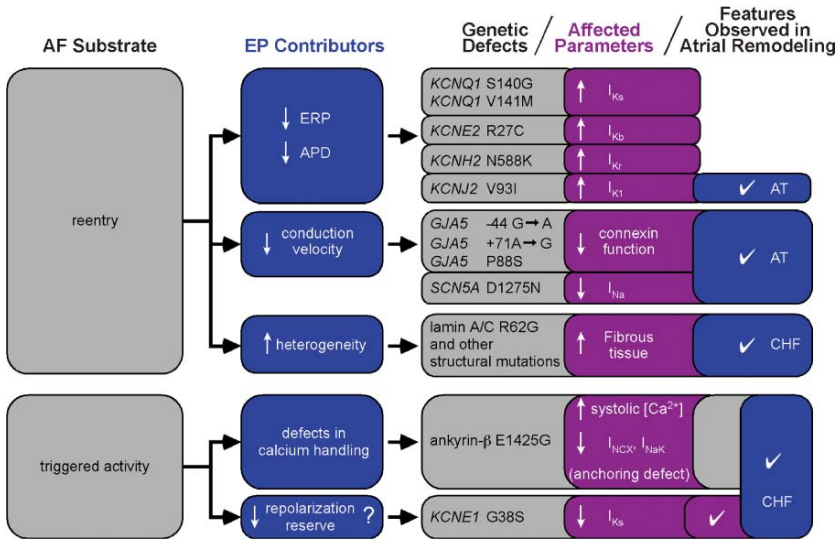 AF Substrate
EP Contributors
Genetic
Defects
/
Affected
Parameters
/
Features
Observed in
Atrial Remodeling
reentry
↓ ERP
↓ APD
KCNQ1 S140G
KCNQ1 V141M
↑ IKs
KCNE2 R27C
↑ IKb
KCNH2 N588K
↑ IKr
KCNJ2 V93I
↑ IK1
✓ AT
↓ conduction
velocity
GJA5 -44 G→A
GJA5 +71A→G
GJA5 P88S
↓ connexin
function
SCN5A D1275N
↓ INa
✓ AT
↑ heterogeneity
lamin A/C R62G
and other
structural mutations
↑ Fibrous
tissue
✓ CHF
triggered activity
defects in
calcium handling
ankyrin-β E1425G
↑ systolic [Ca2+]
↓ INCX, INaK
(anchoring defect)
✓
CHF
↓ repolarization
reserve ?
KCNE1 G38S
↓ IKs
✓